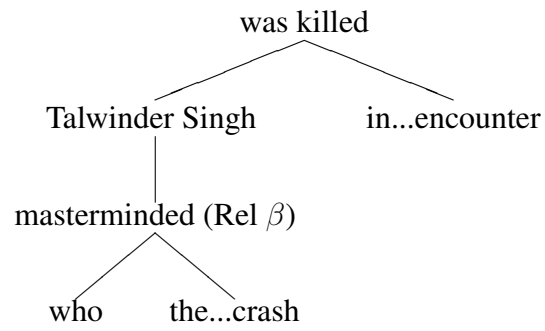 was killed
Talwinder Singh in...encounter
masterminded (Rel β)
who the...crash